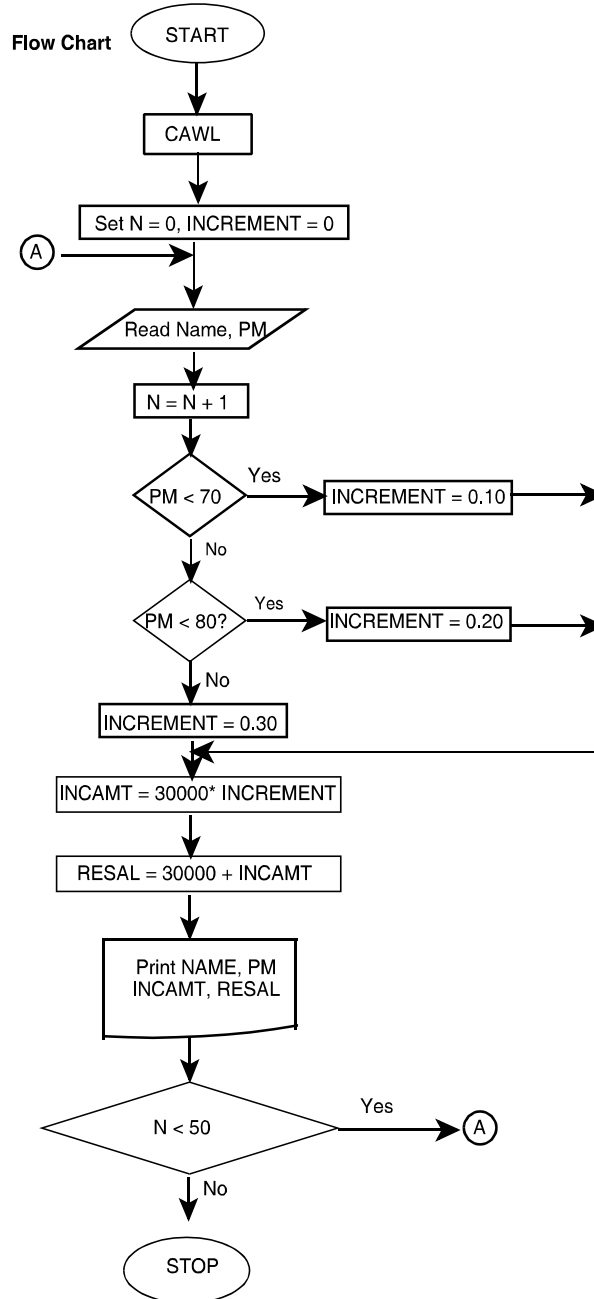 START
Flow Chart
CAWL
Set N = 0, INCREMENT = 0
A
Read Name, PM
N = N + 1
Yes
PM < 70
INCREMENT = 0.10
No
Yes
PM < 80?
INCREMENT = 0.20
No
INCREMENT = 0.30
INCAMT = 30000* INCREMENT
RESAL = 30000 + INCAMT
Print NAME, PM
INCAMT, RESAL
Yes
N < 50
A
No
STOP